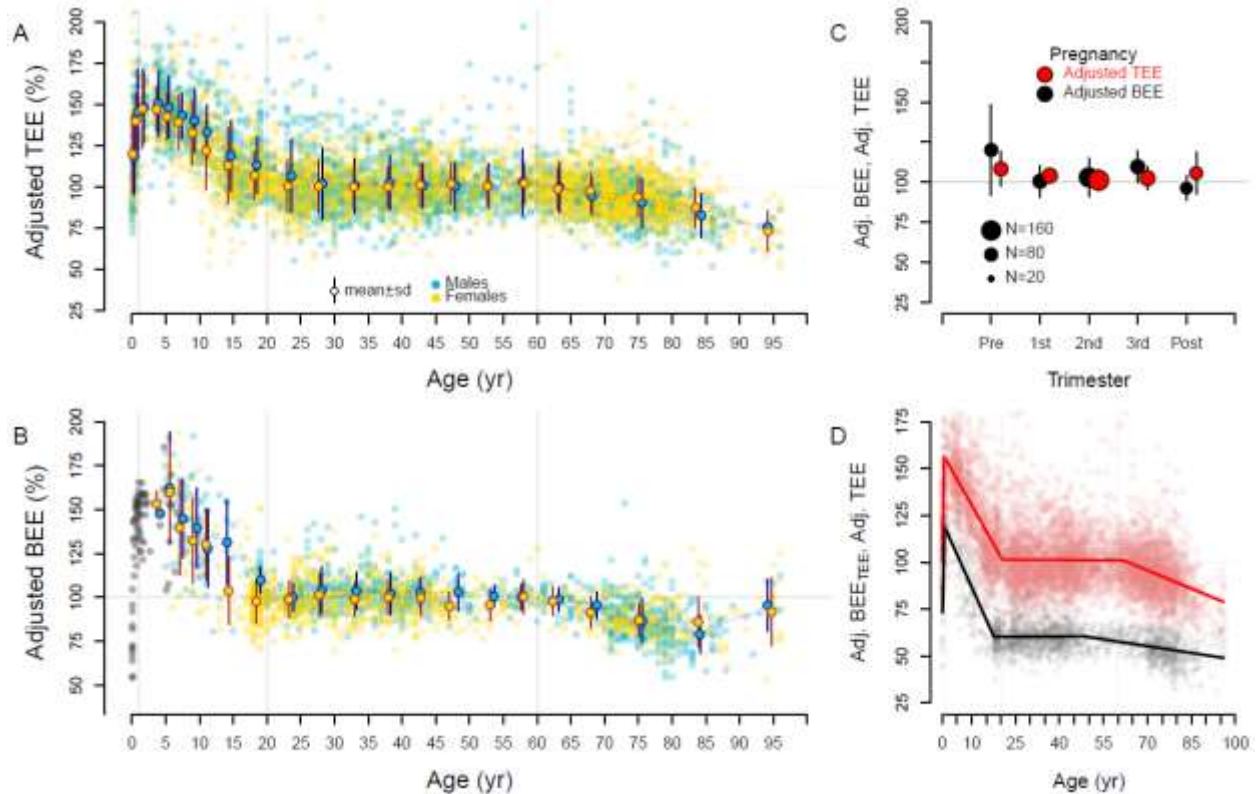 A
Adjusted TEE (%)
200
175
150
125
100
75
50
25
mean±sd
Males
Females
0 5 10 15 20 25 30 35 40 45 50 55 60 65 70 75 80 85 90 95
Age (yr)
C
Adj. BEE, Adj. TEE
200
150
100
75
50
25
Pregnancy
Adjusted TEE
Adjusted BEE
N=160
N=80
N=20
Pre 1st 2nd 3rd Post
Trimester
B
Adjusted BEE (%)
200
175
150
125
100
75
50
0 5 10 15 20 25 30 35 40 45 50 55 60 65 70 75 80 85 90 95
Age (yr)
D
Adj. BEETEE, Adj. TEE
175
150
125
100
75
50
25
0 10 25 40 55 70 85 100
Age (yr)